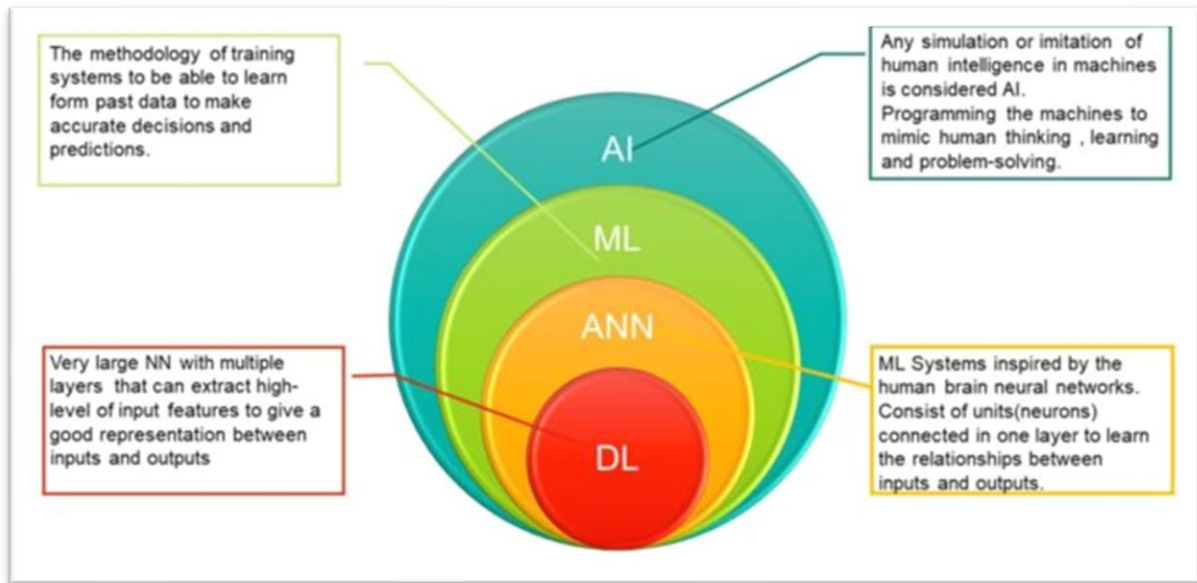 The methodology of training
systems to be able to learn
form past data to make
accurate decisions and
predictions.
Any simulation or imitation of
human intelligence in machines
is considered AI.
Programming the machines to
mimic human thinking , learning
and problem-solving.
AI
ML
ANN
DL
Very large NN with multiple
layers that can extract high-
level of input features to give a
good representation between
inputs and outputs
ML Systems inspired by the
human brain neural networks.
Consist of units(neurons)
connected in one layer to learn
the relationships between
inputs and outputs.